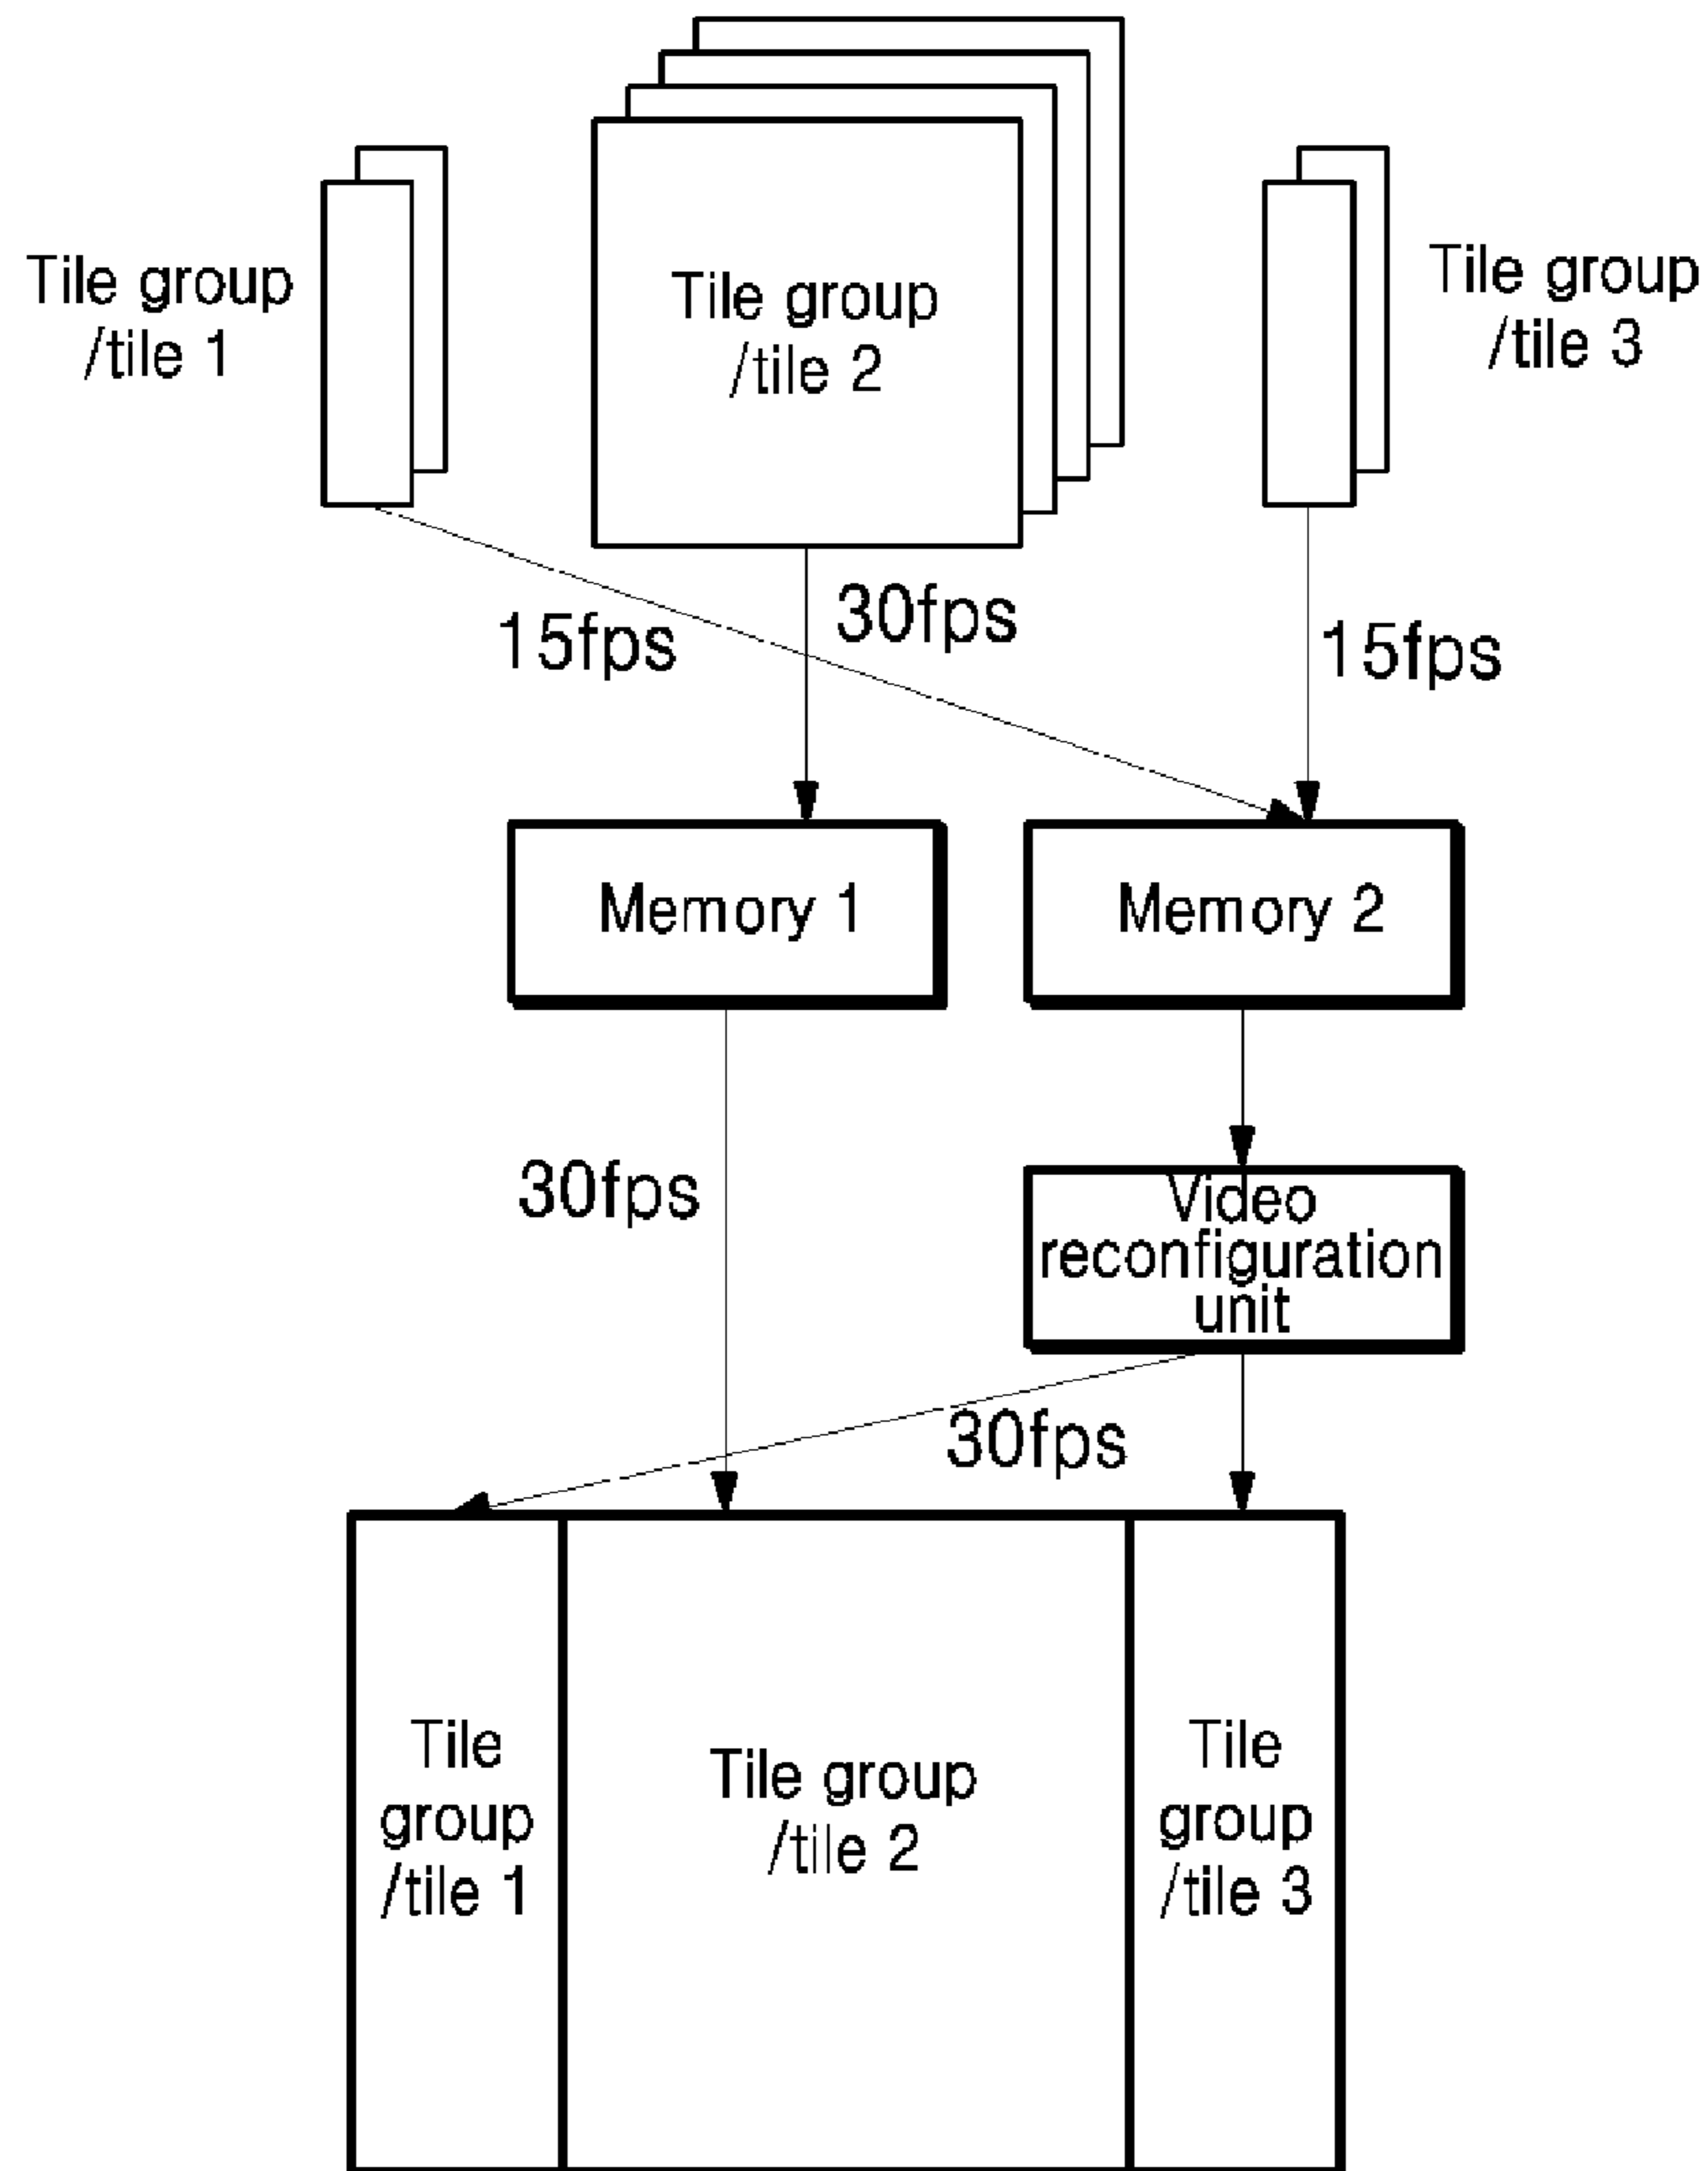 Tile group
/tile 1
Tile group
/tile 2
Tile group
/tile 3
15fps
30fps
15fps
Memory 1
Memory 2
30fps
Video
reconfiguration
unit
30fps
Tile
group
/tile 1
Tile group
/tile 2
Tile
group
/tile 3